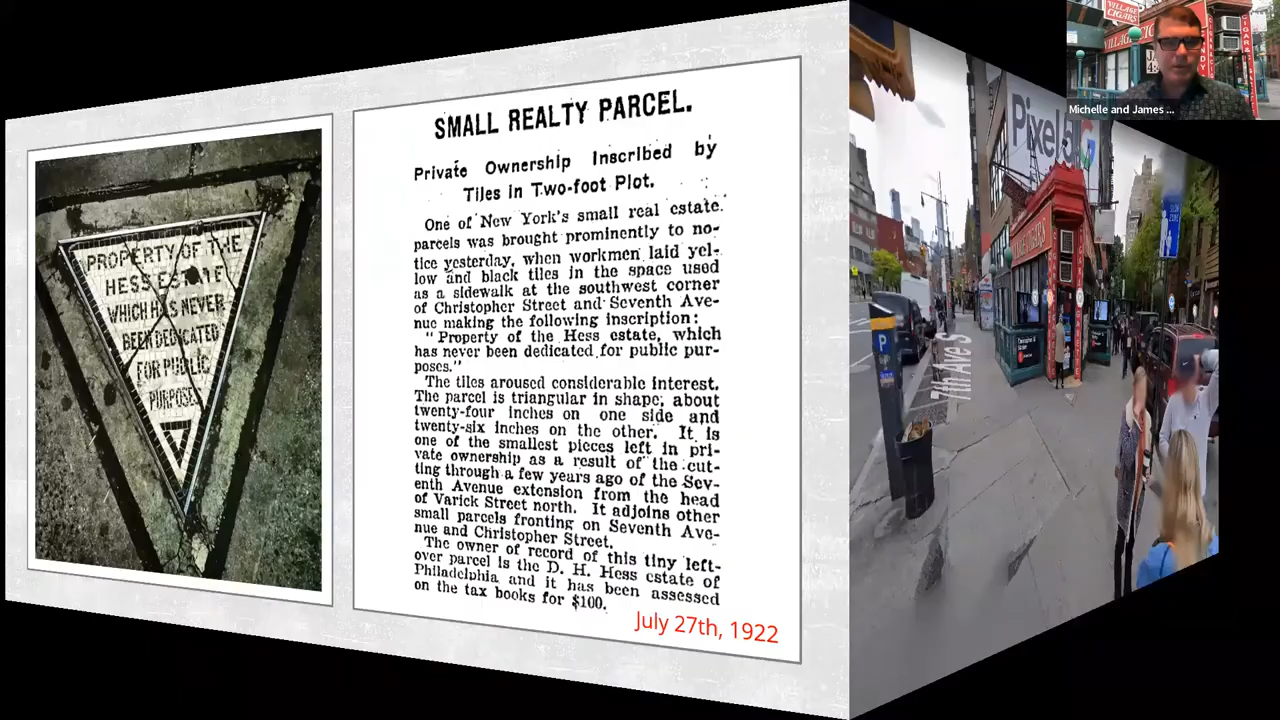 PROPERTY OF THE
HESS ESTATE
WHICH HAS NEVER
BEEN DEDICATED
FOR PUBLIC
PURPOSES
SMALL REALTY PARCEL.
Private Ownership Inscribed by
Tiles in Two-foot Plot.
One of New York's small real estate
parcels was brought prominently to no-
tice yesterday, when workmen laid yel-
low and black tiles in the space used
as a sidewalk at the southwest corner
of Christopher Street and Seventh Ave-
nue making the following inscription:
"Property of the Hess estate, which
has never been dedicated for public pur-
poses."
The tiles aroused considerable interest.
The parcel is triangular in shape, about
twenty-four inches on one side and
twenty-six inches on the other. It is
one of the smallest pieces left in pri-
vate ownership as a result of the cut-
ting through a few years ago of the Sev-
enth Avenue extension from the head
of Varick Street north. It adjoins other
small parcels fronting on Seventh Ave-
nue and Christopher Street.
The owner of record of this tiny left-
over parcel is the D. H. Hess estate of
Philadelphia and it has been assessed
on the tax books for $100.
July 27th, 1922
Pixel 5
G
VILLAGE CIGARS
P
7th Ave S
VILLAGE
CIGARS
VILLAGE
Michelle and James ...